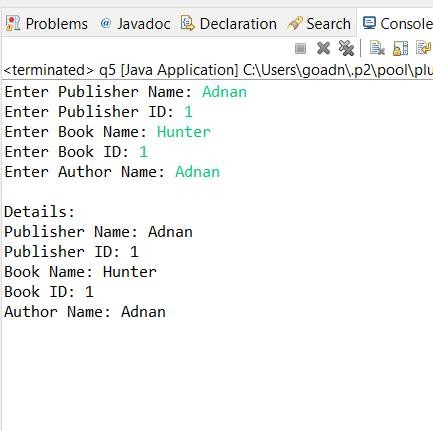 Problems @ Javadoc Declaration Search Console
<terminated> q5 [Java Application] C:\Users\goadn\.p2\pool\plu
Enter Publisher Name: Adnan
Enter Publisher ID: 1
Enter Book Name: Hunter
Enter Book ID: 1
Enter Author Name: Adnan
Details:
Publisher Name: Adnan
Publisher ID: 1
Book Name: Hunter
Book ID: 1
Author Name: Adnan